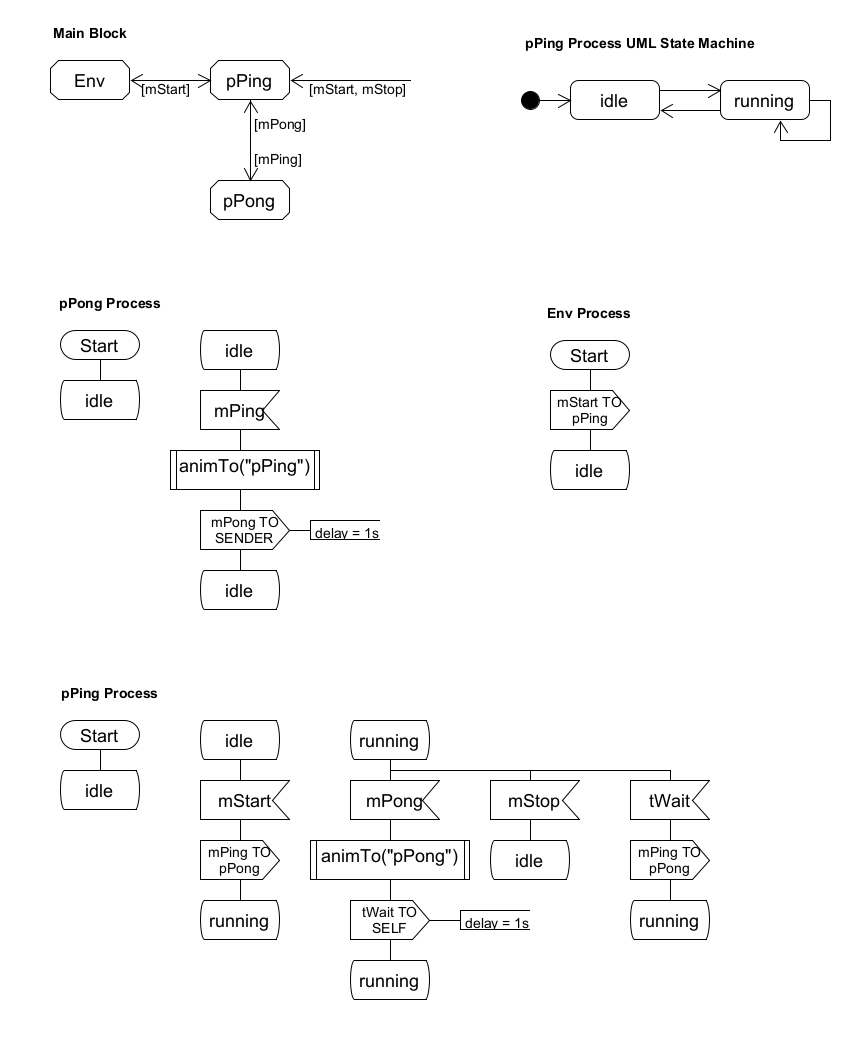 Main Block
pPing Process UML State Machine
Env
pPing
[mStart]
[mStart, mStop]
idle
running
[mPong]
[mPing]
pPong
pPong Process
Env Process
Start
idle
idle
mPing
animTo("pPing")
mPong TO
SENDER
delay = 1s
idle
Start
mStart TO
pPing
idle
pPing Process
Start
idle
idle
mStart
mPing TO
pPong
running
running
mPong
animTo("pPong")
tWait TO
SELF
delay = 1s
running
mStop
idle
tWait
mPing TO
pPong
running